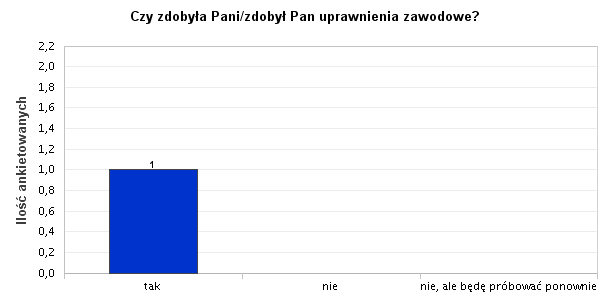 Czy zdobyła Pani/zdobył Pan uprawnienia zawodowe?
Ilość ankietowanych
2,2
2,0
1,8
1,6
1,4
1,2
1,0
0,8
0,6
0,4
0,2
0,0
1
tak
nie
nie, ale będę próbować ponownie